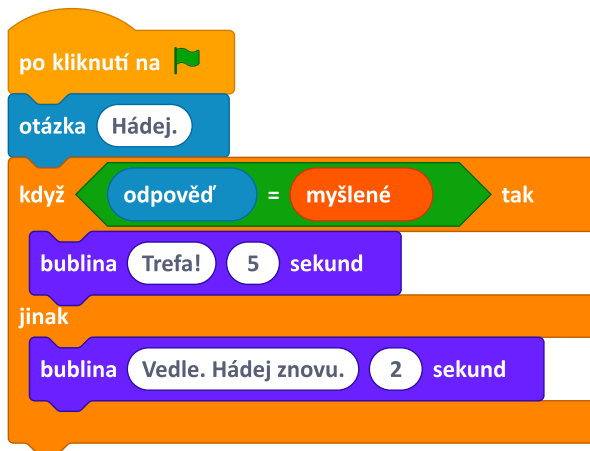 po kliknutí na
otázka Hádej.
když odpověď = myšlené tak
bublina Trefa! 5 sekund
jinak
bublina Vedle. Hádej znovu. 2 sekund